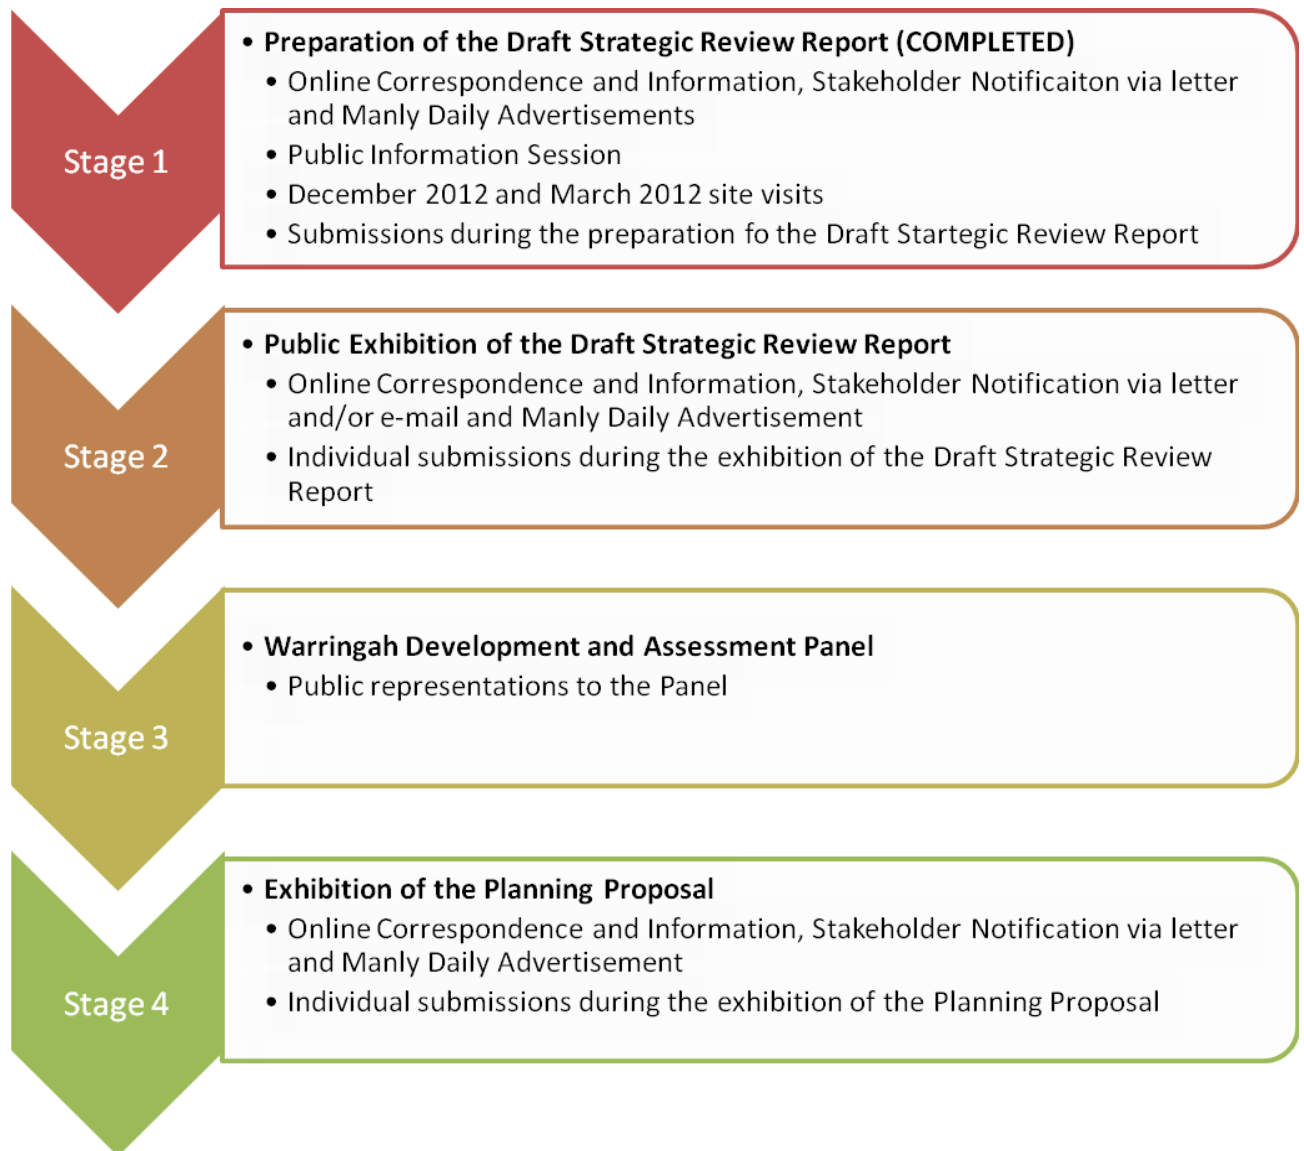 Stage 1
• Preparation of the Draft Strategic Review Report (COMPLETED)
• Online Correspondence and Information, Stakeholder Notificaiton via letter
and Manly Daily Advertisements
• Public Information Session
• December 2012 and March 2012 site visits
• Submissions during the preparation fo the Draft Startegic Review Report
Stage 2
• Public Exhibition of the Draft Strategic Review Report
• Online Correspondence and Information, Stakeholder Notification via letter
and/or e-mail and Manly Daily Advertisement
• Individual submissions during the exhibition of the Draft Strategic Review
Report
Stage 3
• Warringah Development and Assessment Panel
• Public representations to the Panel
Stage 4
• Exhibition of the Planning Proposal
• Online Correspondence and Information, Stakeholder Notification via letter
and Manly Daily Advertisement
• Individual submissions during the exhibition of the Planning Proposal